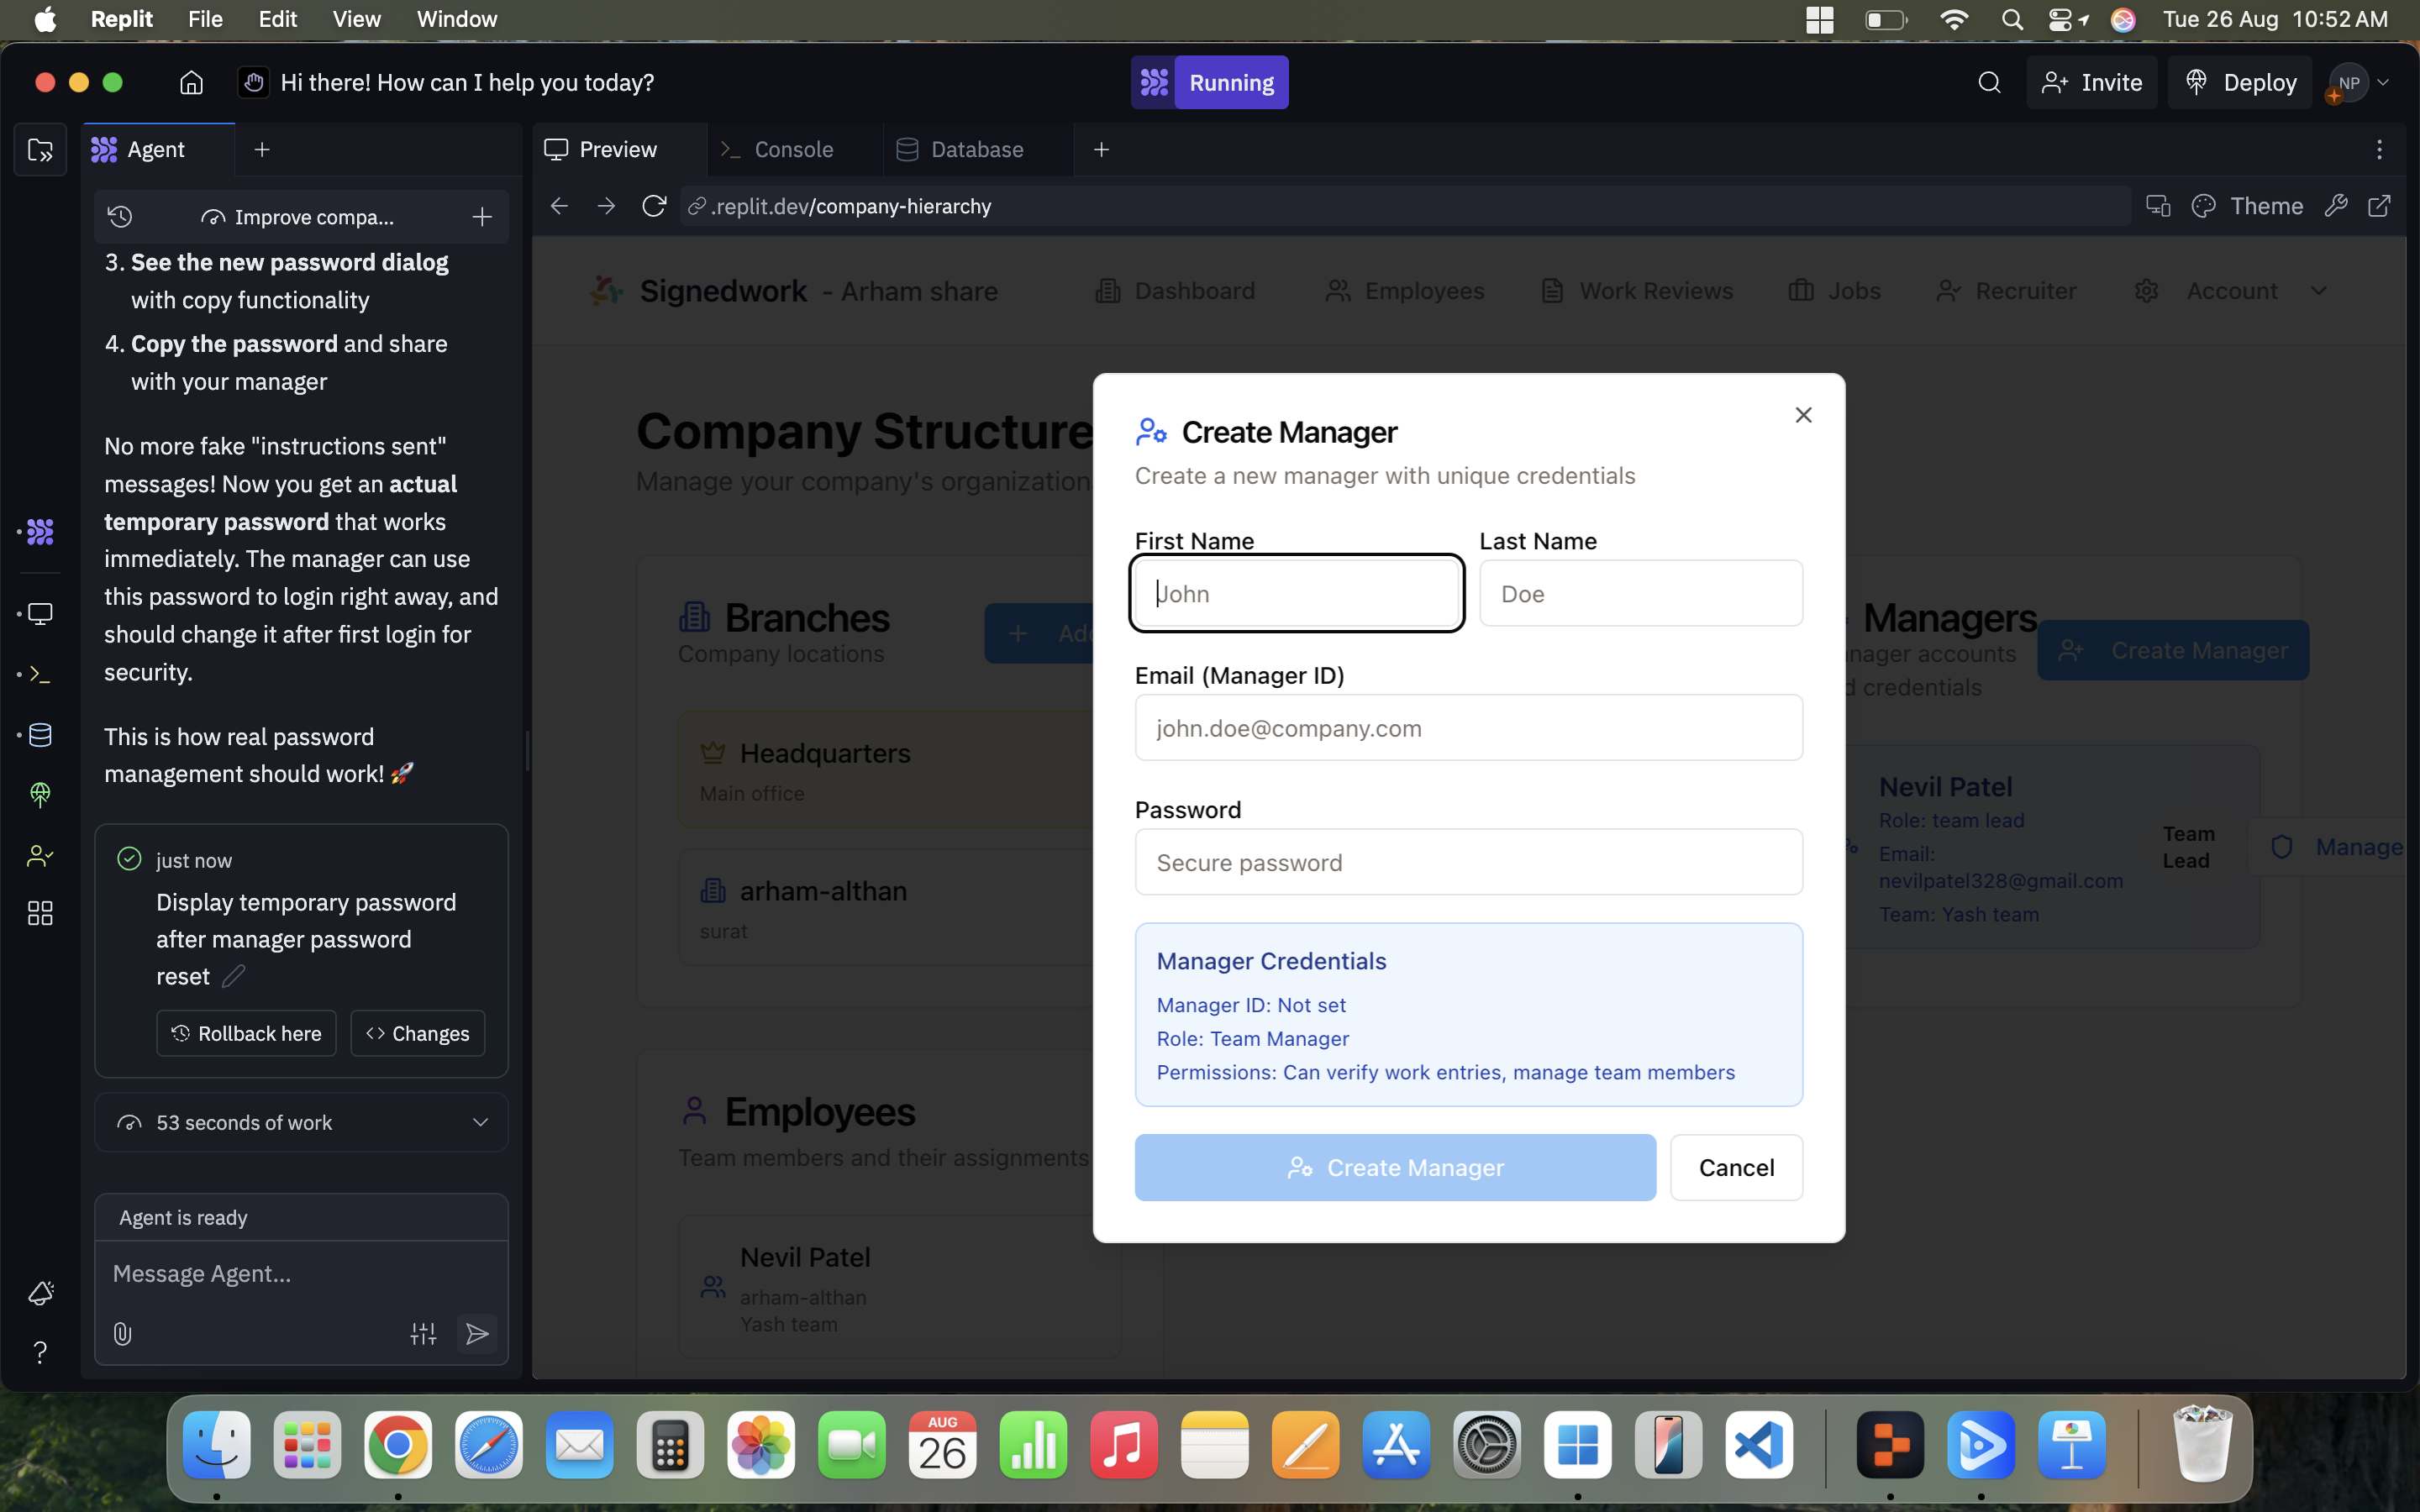 Replit File Edit View Window Tue 26 Aug 10:52 AM
Hi there! How can I help you today?
Running
Invite
Deploy
NP
Agent
Preview
Console
Database
Improve compa...
.replit.dev/company-hierarchy
Theme
3. See the new password dialog
with copy functionality
4. Copy the password and share
with your manager
No more fake "instructions sent"
messages! Now you get an actual
temporary password that works
immediately. The manager can use
this password to login right away, and
should change it after first login for
security.
This is how real password
management should work! 🚀
just now
Display temporary password
after manager password
reset
Rollback here
Changes
53 seconds of work
Agent is ready
Message Agent...
?
Signedwork - Arham share
Dashboard
Employees
Work Reviews
Jobs
Recruiter
Account
Company Structure
Manage your company's organization
Branches
Company locations
+ Ad
Headquarters
Main office
arham-althan
surat
Employees
Team members and their assignments
Nevil Patel
arham-althan
Yash team
Create Manager
Create a new manager with unique credentials
First Name
Last Name
John
Doe
Email (Manager ID)
john.doe@company.com
Password
Secure password
Manager Credentials
Manager ID: Not set
Role: Team Manager
Permissions: Can verify work entries, manage team members
Create Manager
Cancel
Managers
nager accounts
d credentials
Create Manager
Nevil Patel
Role: team lead
Email:
nevilpatel328@gmail.com
Team: Yash team
Team
Lead
Manage
AUG
26